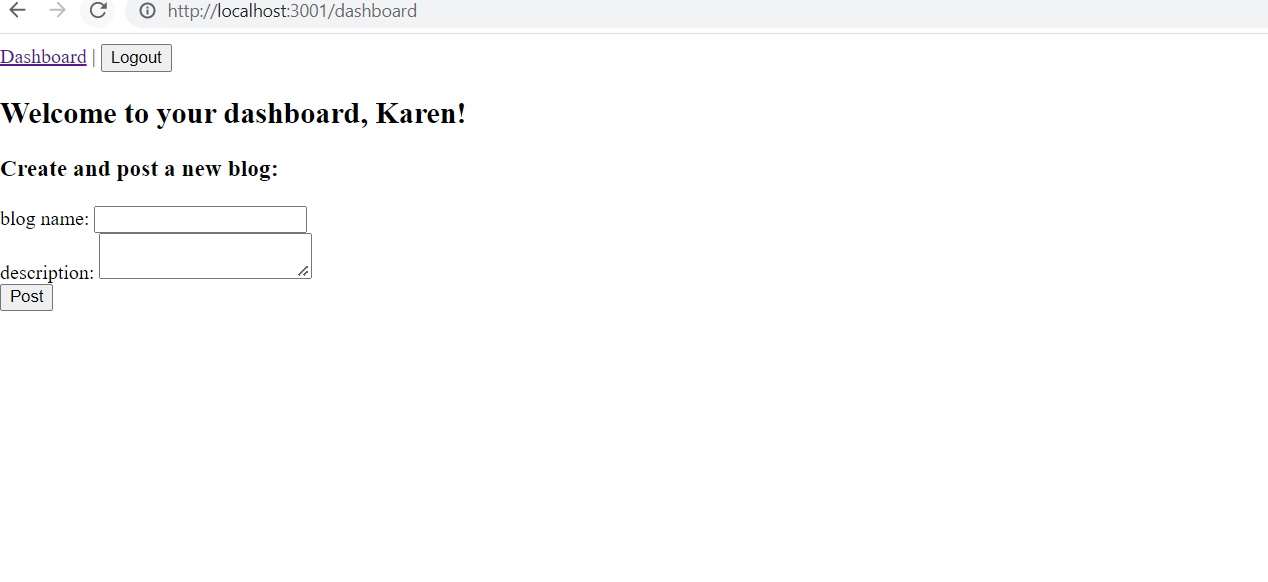 http://localhost:3001/dashboard
Dashboard | Logout
Welcome to your dashboard, Karen!
Create and post a new blog:
blog name:
description:
Post